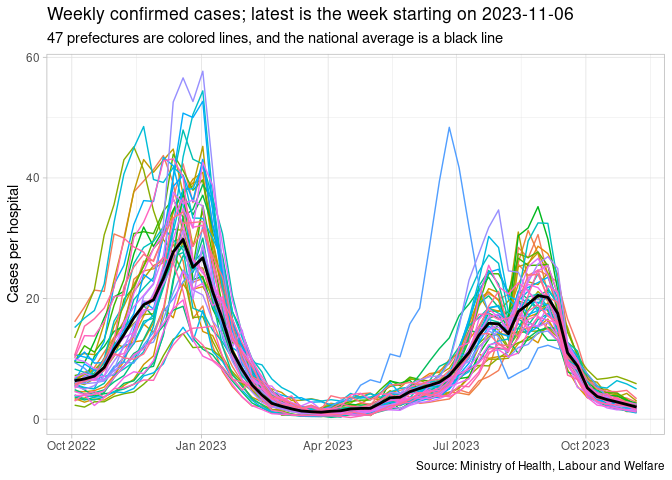 Weekly confirmed cases; latest is the week starting on 2023-11-06
47 prefectures are colored lines, and the national average is a black line
Cases per hospital
60
40
20
0
Oct 2022 Jan 2023 Apr 2023 Jul 2023 Oct 2023
Source: Ministry of Health, Labour and Welfare